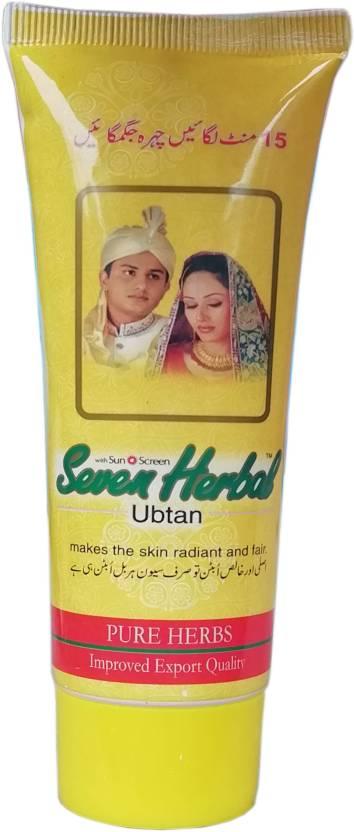 15 منٹ لگائیں چہرہ جگمگائیں
with Sun Screen
Seven Herbal™
Ubtan
makes the skin radiant and fair.
اصلی اور خالص اُبٹن تو صرف سیون ہربل اُبٹن ہی ہے
PURE HERBS
Improved Export Quality